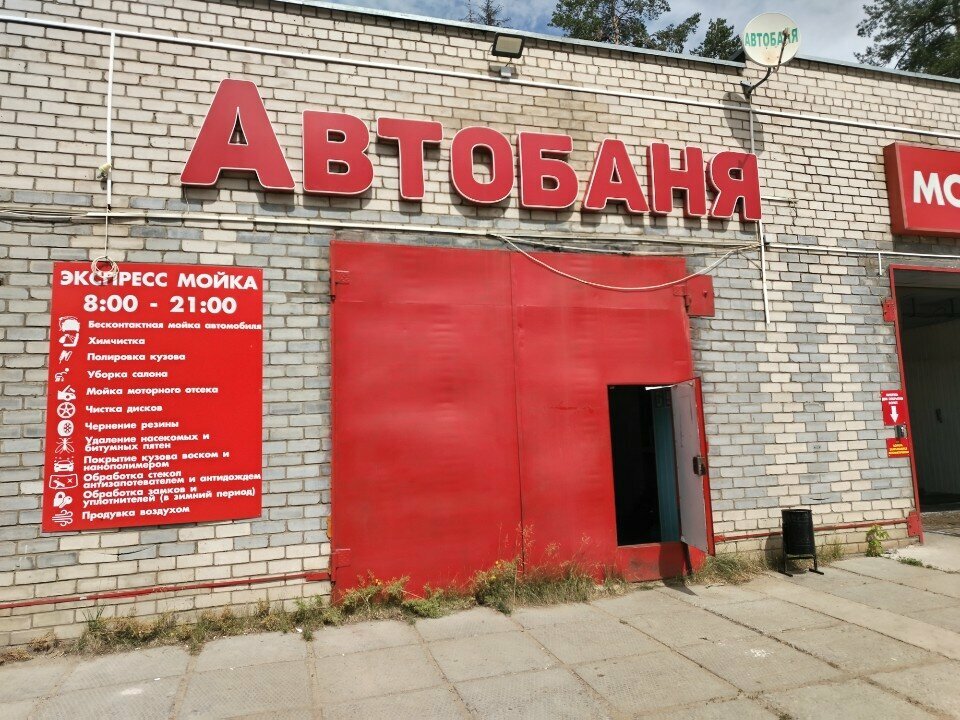 АВТОБАНЯ
АВТОБАНЯ
МО
ЭКСПРЕСС МОЙКА
8:00 - 21:00
Бесконтактная мойка автомобиля
Химчистка
Полировка кузова
Уборка салона
Мойка моторного отсека
Чистка дисков
Чернение резины
Удаление насекомых и
битумных пятен
Покрытие кузова воском и
нанополимером
Обработка стекол
антизапотевателем и антидождем
Обработка замков и
уплотнителей (в зимний период)
Продувка воздухом